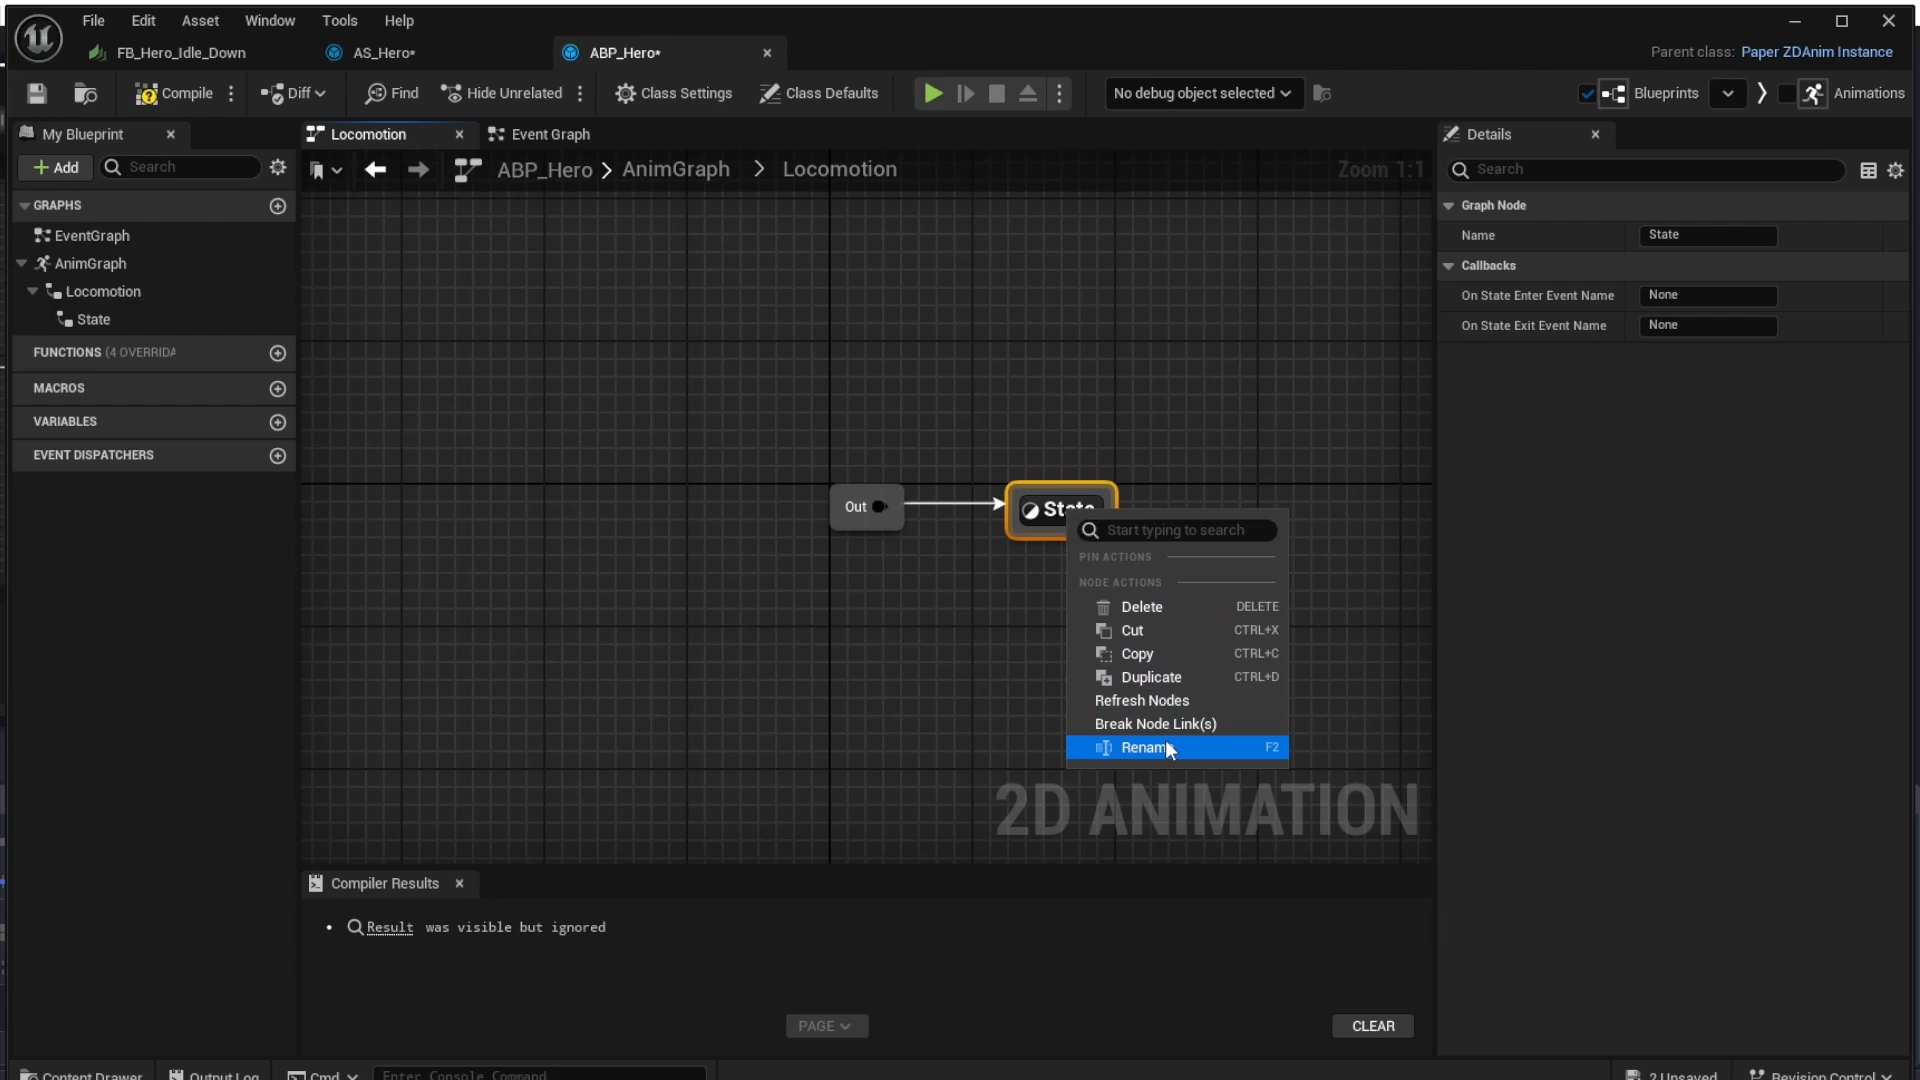 File Edit Asset Window Tools Help
FB_Hero_Idle_Down AS_Hero* ABP_Hero* Parent class: Paper ZDAnim Instance
Compile Diff Find Hide Unrelated Class Settings Class Defaults No debug object selected Blueprints Animations
My Blueprint
Locomotion Event Graph
Details
Add Search
ABP_Hero > AnimGraph > Locomotion Zoom 1:1
Search
GRAPHS
EventGraph
AnimGraph
Locomotion
State
FUNCTIONS (4 OVERRIDA
MACROS
VARIABLES
EVENT DISPATCHERS
Graph Node
Name State
Callbacks
On State Enter Event Name None
On State Exit Event Name None
Out
State
Start typing to search
PIN ACTIONS
NODE ACTIONS
Delete DELETE
Cut CTRL+X
Copy CTRL+C
Duplicate CTRL+D
Refresh Nodes
Break Node Link(s)
Rename F2
2D ANIMATION
Compiler Results
• Result was visible but ignored
PAGE
CLEAR
Content Drawer Output Log Cmd Enter Console Command 2 Unsaved Revision Control